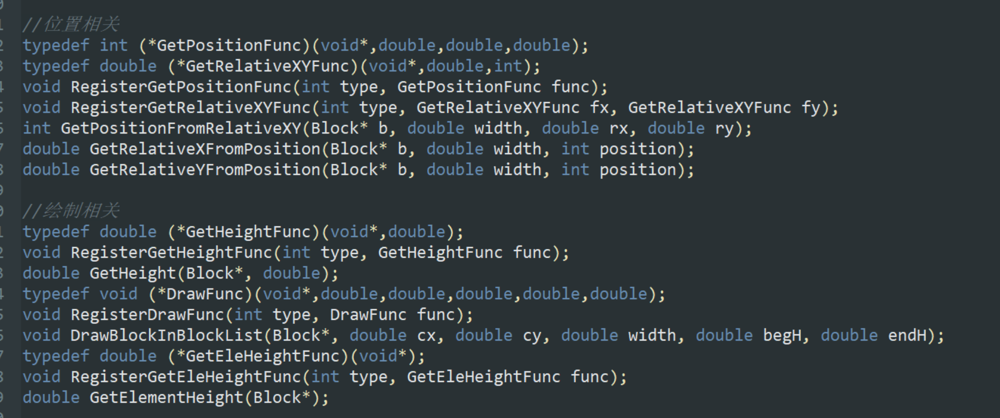 //位置相关
typedef int (*GetPositionFunc)(void*,double,double,double);
typedef double (*GetRelativeXYFunc)(void*,double,int);
void RegisterGetPositionFunc(int type, GetPositionFunc func);
void RegisterGetRelativeXYFunc(int type, GetRelativeXYFunc fx, GetRelativeXYFunc fy);
int GetPositionFromRelativeXY(Block* b, double width, double rx, double ry);
double GetRelativeXFromPosition(Block* b, double width, int position);
double GetRelativeYFromPosition(Block* b, double width, int position);
//绘制相关
typedef double (*GetHeightFunc)(void*,double);
void RegisterGetHeightFunc(int type, GetHeightFunc func);
double GetHeight(Block*, double);
typedef void (*DrawFunc)(void*,double,double,double,double,double);
void RegisterDrawFunc(int type, DrawFunc func);
void DrawBlockInBlockList(Block*, double cx, double cy, double width, double begH, double endH);
typedef double (*GetEleHeightFunc)(void*);
void RegisterGetEleHeightFunc(int type, GetEleHeightFunc func);
double GetElementHeight(Block*);